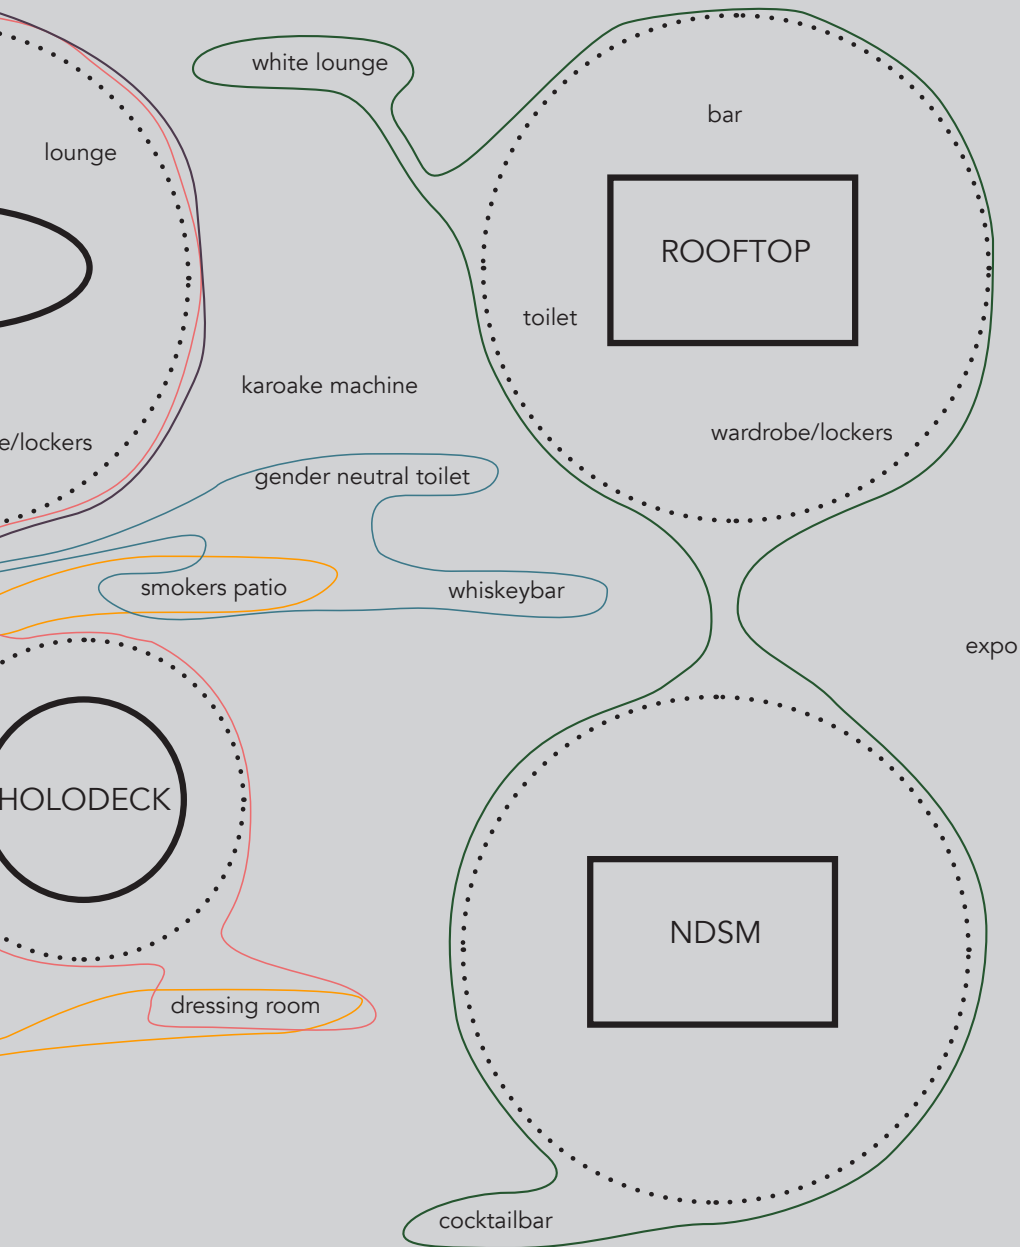 white lounge
bar
lounge
ROOFTOP
toilet
karoake machine
wardrobe/lockers
e/lockers
gender neutral toilet
smokers patio
whiskeybar
expo
HOLODECK
NDSM
dressing room
cocktailbar